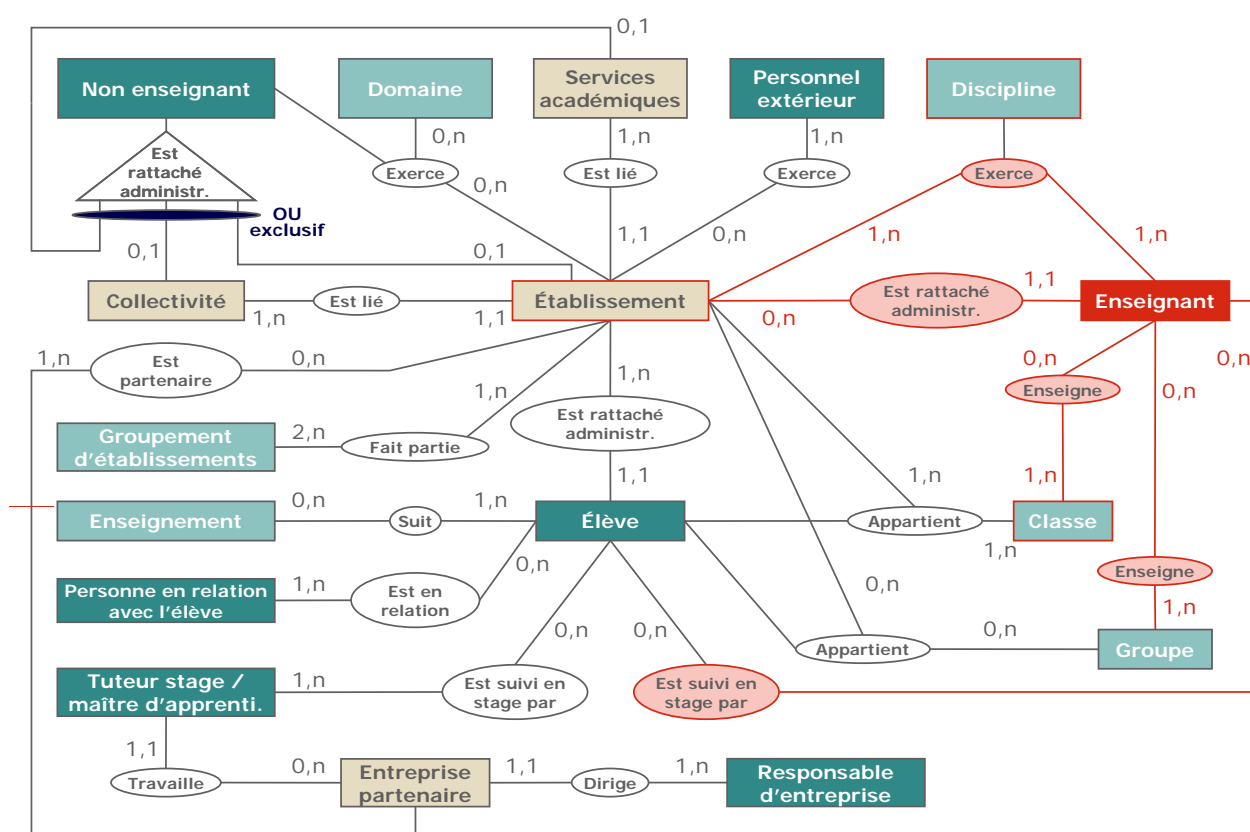 0,1
Non enseignant
Domaine
Services
académiques
Personnel
extérieur
Discipline
0,n
1,n
1,n
Est
rattaché
administr.
Exerce
Est lié
Exerce
Exerce
0,n
OU
exclusif
0,1
0,1
1,1
0,n
1,n
1,n
Collectivité
Est lié
Établissement
Est rattaché
administr.
1,1
Enseignant
1,n
1,1
0,n
1,n
Est
partenaire
0,n
1,n
1,n
0,n
0,n
0,n
Enseigne
Groupement
d'établissements
2,n
Fait partie
Est rattaché
administr.
1,1
1,n
1,n
Enseignement
0,n
Suit
1,n
Élève
Appartient
Classe
1,n
0,n
Personne en relation
avec l'élève
1,n
Est en
relation
0,n
Enseigne
1,n
0,n
0,n
Appartient
0,n
Groupe
Tuteur stage /
maître d'apprenti.
1,n
Est suivi en
stage par
Est suivi en
stage par
1,1
Travaille
0,n
Entreprise
partenaire
1,1
Dirige
1,n
Responsable
d'entreprise